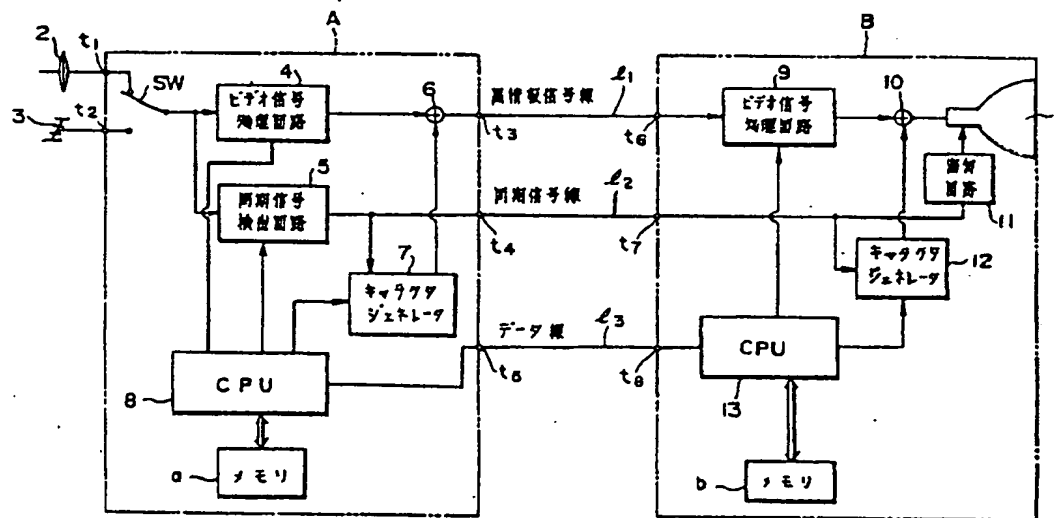 A
B
2
t1
SW
3
t2
4
ビデオ信号
処理回路
6
画情報信号線
l1
t3
t6
9
ビデオ信号
処理回路
10
5
同期信号
検出回路
同期信号線
l2
t4
t7
回路
11
7
キャラクタ
ジェネレータ
キャラクタ
ジェネレータ
12
データ線
l3
t5
t8
CPU
8
CPU
13
a
メモリ
b
メモリ